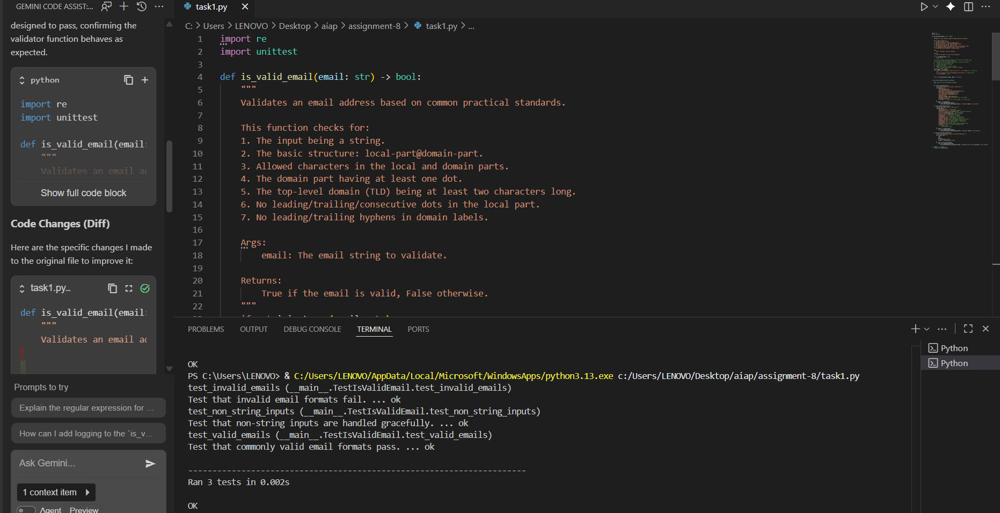 GEMINI CODE ASSIST:...
designed to pass, confirming the
validator function behaves as
expected.
python
import re
import unittest
def is_valid_email(email:
"""
Validates an email ad
Show full code block
Code Changes (Diff)
Here are the specific changes I made
to the original file to improve it:
task1.py...
def is_valid_email(email:
"""
Validates an email ad
Prompts to try
Explain the regular expression for ...
How can I add logging to the `is_v...
Ask Gemini...
1 context item
Agent Preview
task1.py
C: > Users > LENOVO > Desktop > aiap > assignment-8 > task1.py > ...
1 import re
2 import unittest
3
4 def is_valid_email(email: str) -> bool:
5 """
6 Validates an email address based on common practical standards.
7
8 This function checks for:
9 1. The input being a string.
10 2. The basic structure: local-part@domain-part.
11 3. Allowed characters in the local and domain parts.
12 4. The domain part having at least one dot.
13 5. The top-level domain (TLD) being at least two characters long.
14 6. No leading/trailing/consecutive dots in the local part.
15 7. No leading/trailing hyphens in domain labels.
16
17 Args:
18 email: The email string to validate.
19
20 Returns:
21 True if the email is valid, False otherwise.
22 """
PROBLEMS OUTPUT DEBUG CONSOLE TERMINAL PORTS
OK
PS C:\Users\LENOVO> & C:/Users/LENOVO/AppData/Local/Microsoft/WindowsApps/python3.13.exe c:/Users/LENOVO/Desktop/aiap/assignment-8/task1.py
test_invalid_emails (__main__.TestIsValidEmail.test_invalid_emails)
Test that invalid email formats fail. ... ok
test_non_string_inputs (__main__.TestIsValidEmail.test_non_string_inputs)
Test that non-string inputs are handled gracefully. ... ok
test_valid_emails (__main__.TestIsValidEmail.test_valid_emails)
Test that commonly valid email formats pass. ... ok
----------------------------------------------------------------------
Ran 3 tests in 0.002s
OK
Python
Python